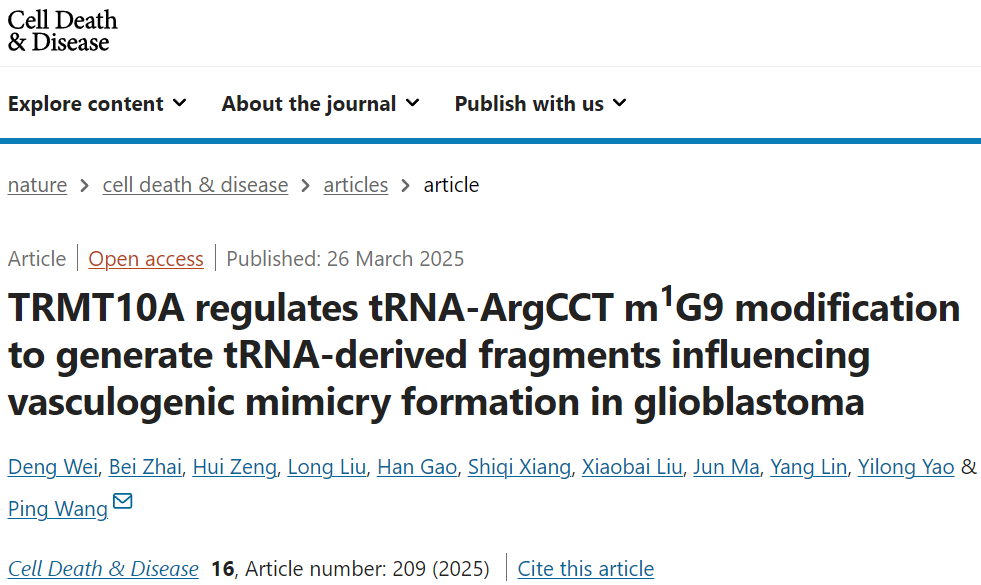 Cell Death
& Disease
Explore content About the journal Publish with us
nature > cell death & disease > articles > article
Article | Open access | Published: 26 March 2025
TRMT10A regulates tRNA-ArgCCT m¹G9 modification
to generate tRNA-derived fragments influencing
vasculogenic mimicry formation in glioblastoma
Deng Wei, Bei Zhai, Hui Zeng, Long Liu, Han Gao, Shiqi Xiang, Xiaobai Liu, Jun Ma, Yang Lin, Yilong Yao &
Ping Wang
Cell Death & Disease 16, Article number: 209 (2025) | Cite this article